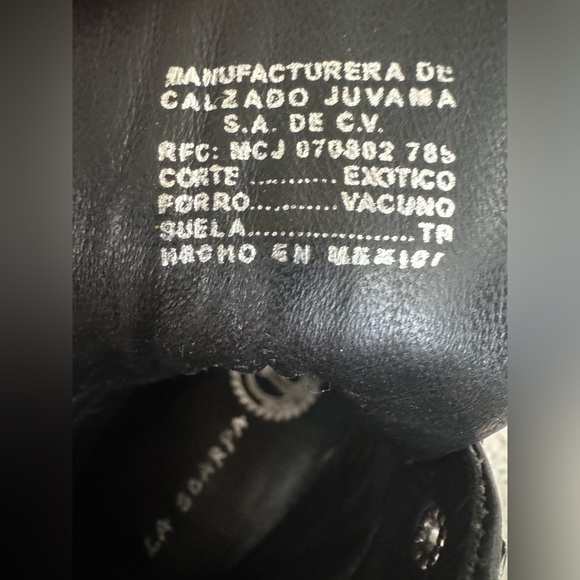 MANUFACTURERA DE
CALZADO JUVAMA
S.A. DE C.V.
RFC: MCJ 070802 785
CORTE ........... EXOTICO
FORRO............ VACUNO
SUELA....................... TR
HECHO EN MEXICO
LA SCARPA